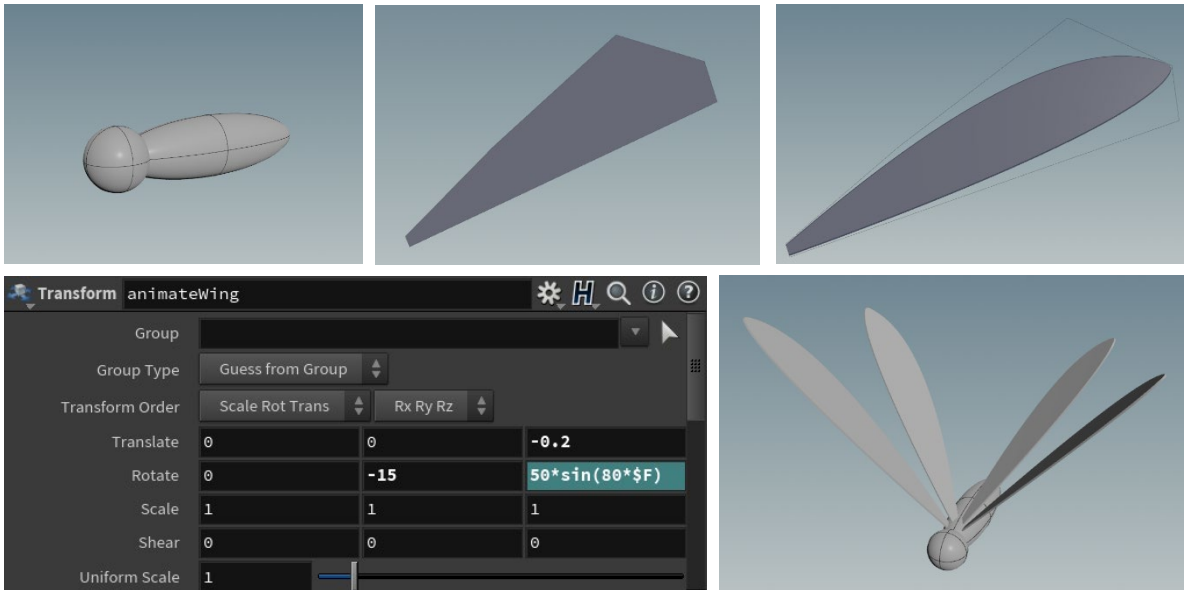 Transform animateWing
Group
Group Type Guess from Group
Transform Order Scale Rot Trans Rx Ry Rz
Translate 0 0 -0.2
Rotate 0 -15 50*sin(80*$F)
Scale 1 1 1
Shear 0 0 0
Uniform Scale 1